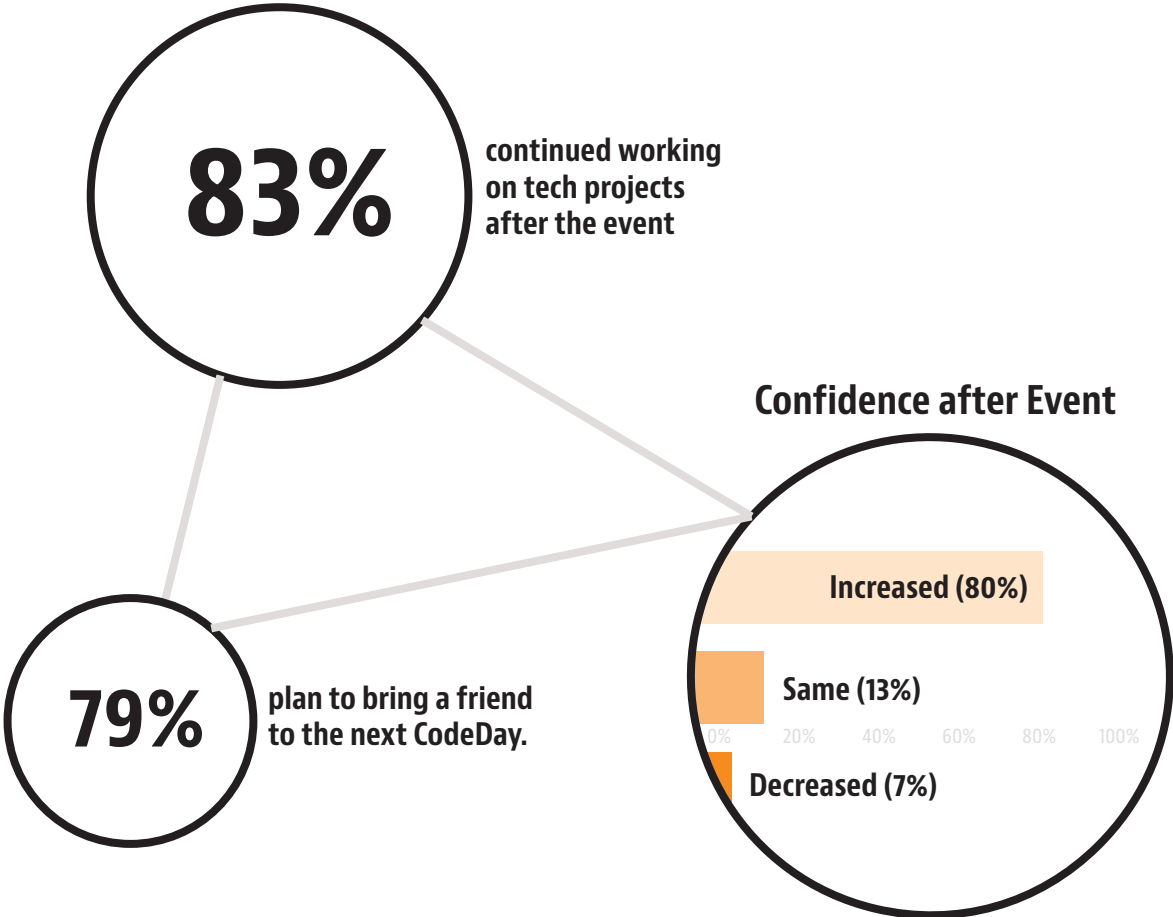 83%
continued working
on tech projects
after the event
Confidence after Event
Increased (80%)
Same (13%)
0% 20% 40% 60% 80% 100%
Decreased (7%)
79%
plan to bring a friend
to the next CodeDay.